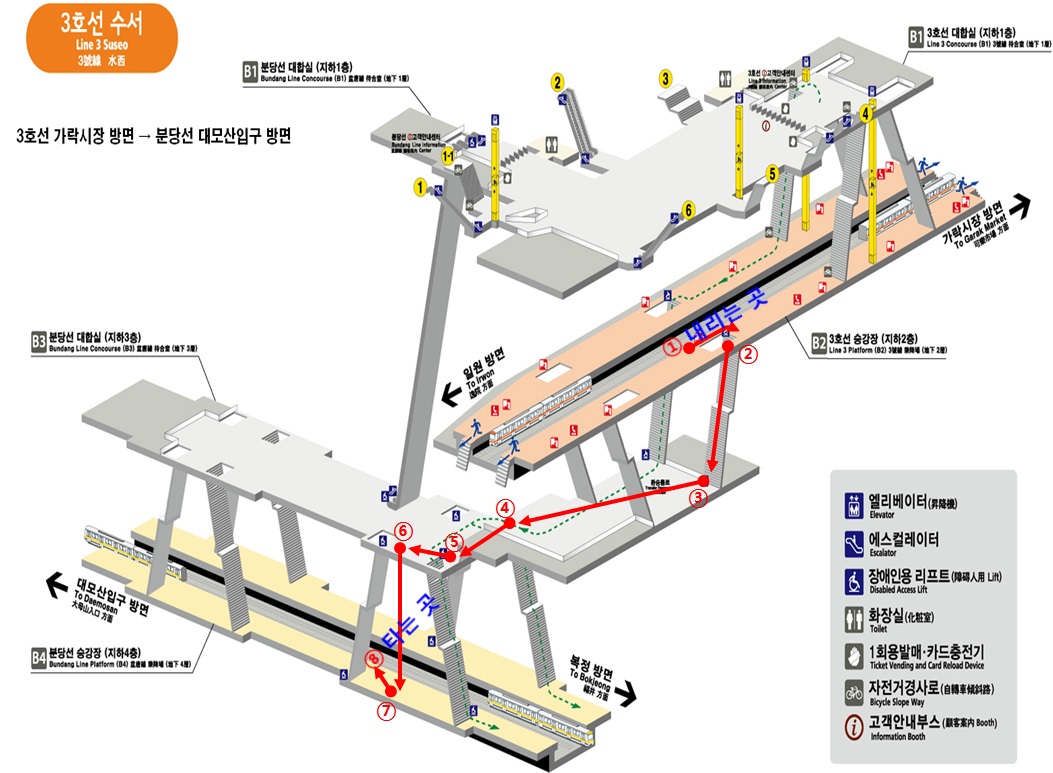 3호선 수서
Line 3 Suseo
3號線 水西
3호선 가락시장 방면 → 분당선 대모산입구 방면
B1 분당선 대합실 (지하1층)
Bundang Line Concourse (B1) 盆唐線 待合室 (地下 1層)
B1 3호선 대합실 (지하1층)
Line 3 Concourse (B1) 3號線 待合室 (地下 1層)
3호선 ①고객안내센터
Line 3 Information
Center
분당선 ②고객안내센터
Bundang Line Information
Center
1
1-1
2
3
4
5
6
가락시장 방면
To Garak Market
可樂市場 方面
내리는 곳
①
②
B2 3호선 승강장 (지하2층)
Line 3 Platform (B2) 3號線 乘降場 (地下 2層)
일원 방면
To Irwon
逸院 方面
B3 분당선 대합실 (지하3층)
Bundang Line Concourse (B3) 盆唐線 待合室 (地下 3層)
환승통로
③
④
⑤
⑥
타는 곳
⑧
⑦
대모산입구 방면
To Daemosan
大母山入口 方面
B4 분당선 승강장 (지하4층)
Bundang Line Platform (B4) 盆唐線 乘降場 (地下 4層)
복정 방면
To Bokjeong
福井 方面
엘리베이터(昇降機)
Elevator
에스컬레이터
Escalator
장애인용 리프트(障碍人用 Lift)
Disabled Access Lift
화장실(化粧室)
Toilet
1회용발매·카드충전기
Ticket Vending and Card Reload Device
자전거경사로(自轉車傾斜路)
Bicycle Slope Way
고객안내부스(顧客案內 Booth)
Information Booth